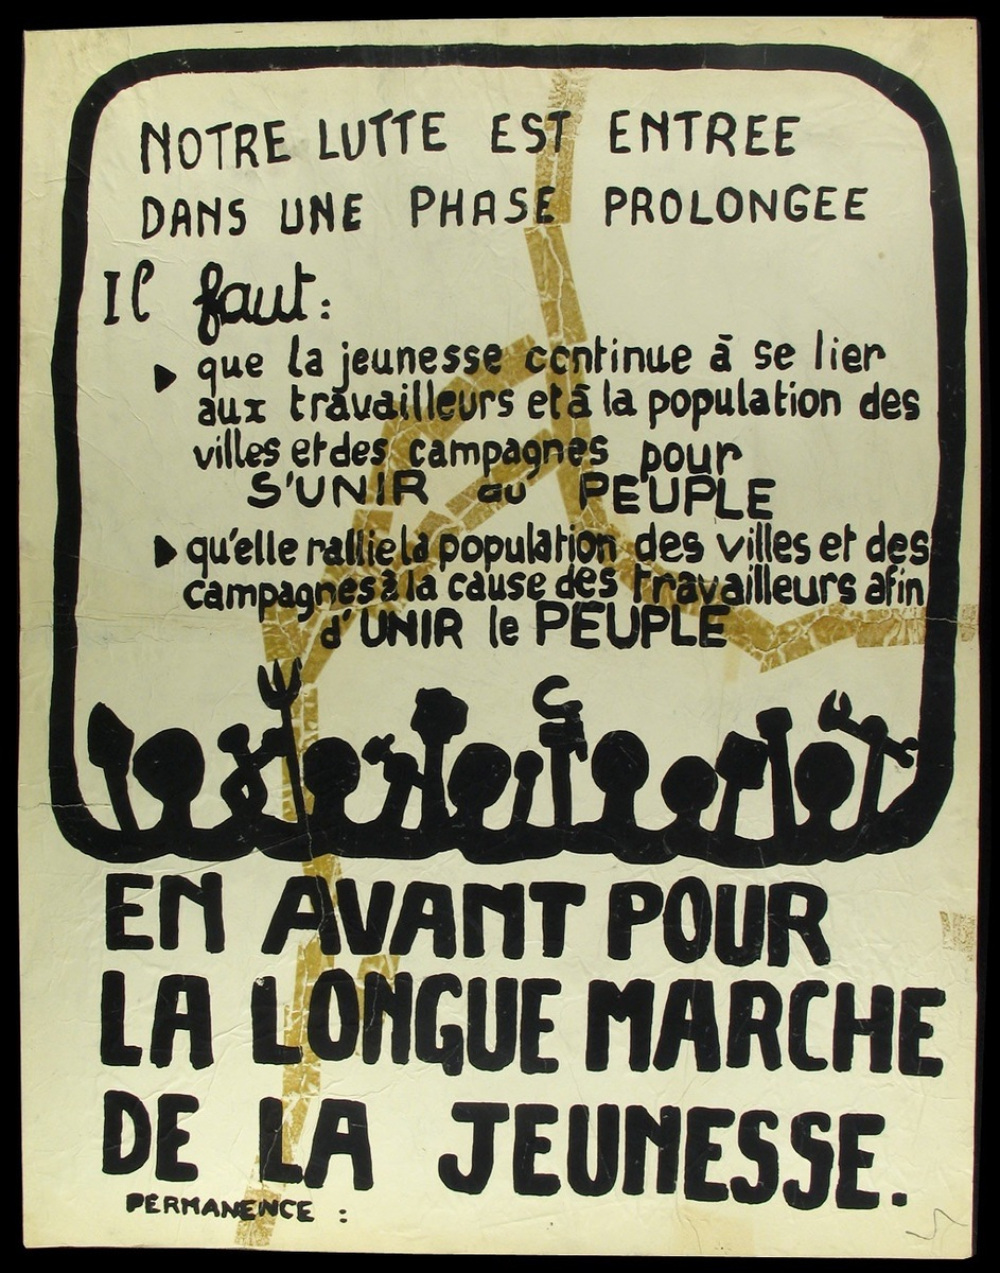 NOTRE LUTTE EST ENTREE
DANS UNE PHASE PROLONGEE
Il faut:
que la jeunesse continue à se lier
aux travailleurs et à la population des
villes et des campagnes pour
S'UNIR au PEUPLE
qu'elle rallie la population des villes et des
campagnes à la cause des travailleurs afin
d'UNIR le PEUPLE
EN AVANT POUR
LA LONGUE MARCHE
DE LA JEUNESSE.
PERMANENCE :